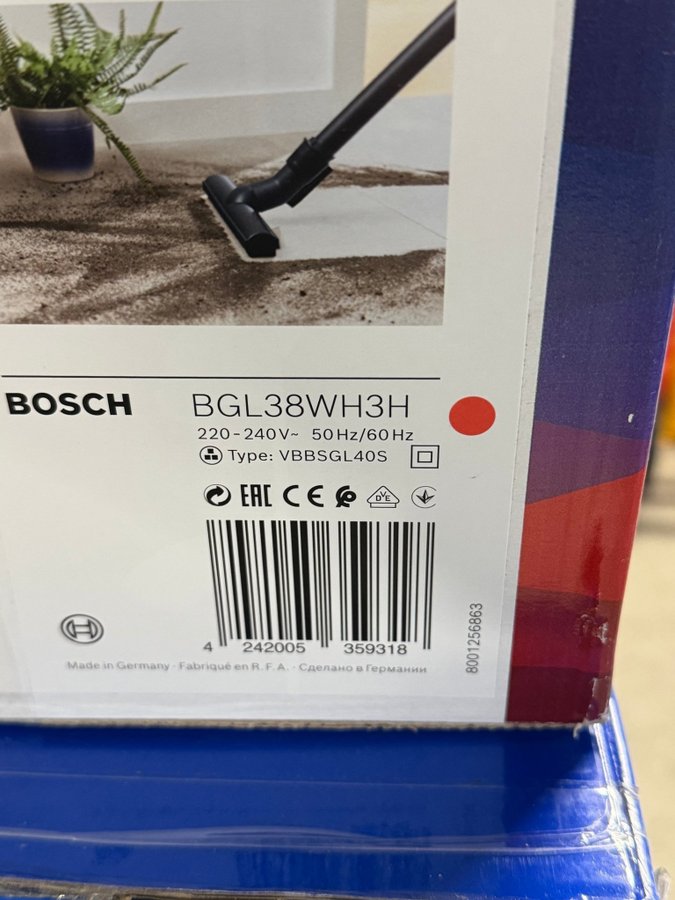 BOSCH
BGL38WH3H
220-240V~ 50Hz/60Hz
Type: VBBSGL40S
EAC CE DVE
4 242005 359318
8001256863
Made in Germany · Fabriqué en R.F.A. · Сделано в Германии